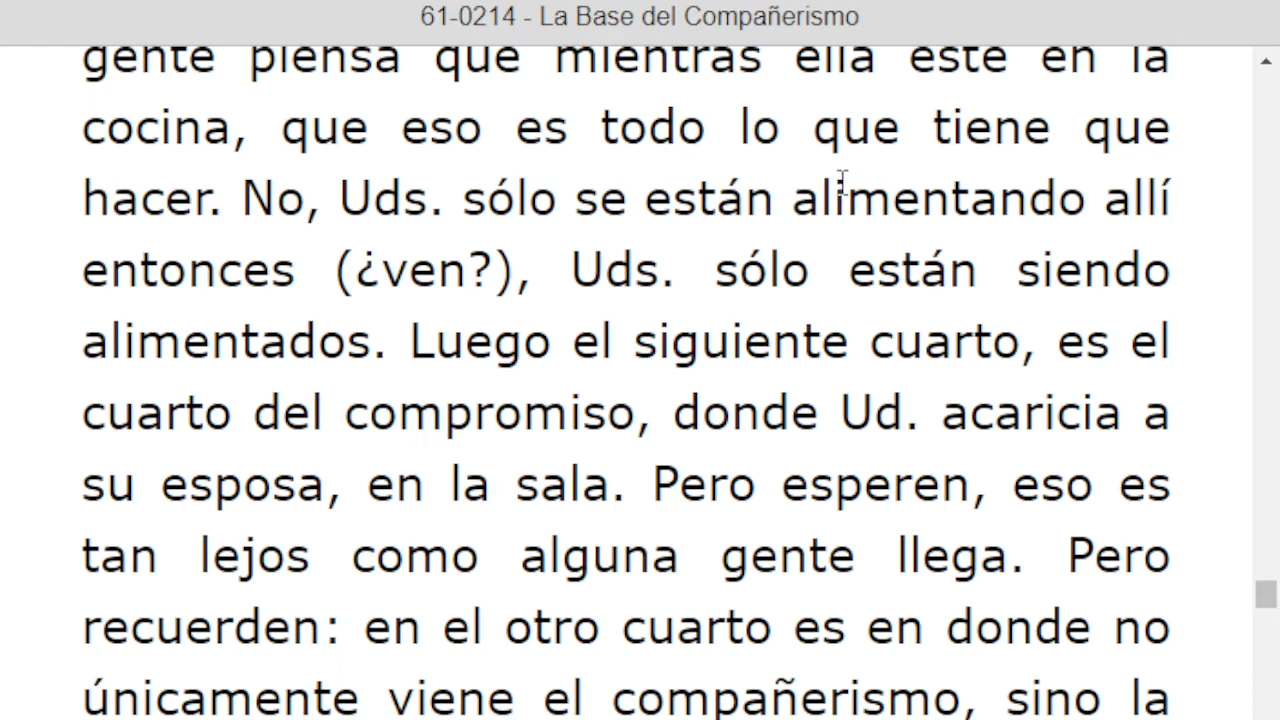 61-0214 - La Base del Compañerismo
gente piensa que mientras ella esté en la
cocina, que eso es todo lo que tiene que
hacer. No, Uds. sólo se están alimentando allí
entonces (¿ven?), Uds. sólo están siendo
alimentados. Luego el siguiente cuarto, es el
cuarto del compromiso, donde Ud. acaricia a
su esposa, en la sala. Pero esperen, eso es
tan lejos como alguna gente llega. Pero
recuerden: en el otro cuarto es en donde no
únicamente viene el compañerismo, sino la